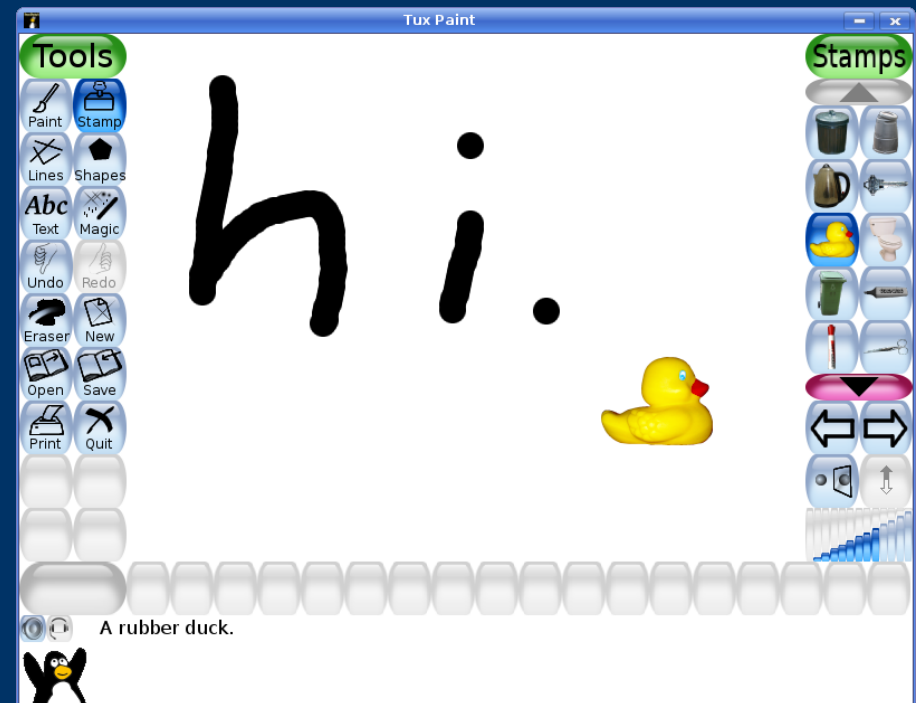 Tux Paint
Tools
Stamps
Paint
Stamp
Lines
Shapes
Abc
Text
Magic
Undo
Redo
Eraser
New
Open
Save
Print
Quit
hi.
A rubber duck.